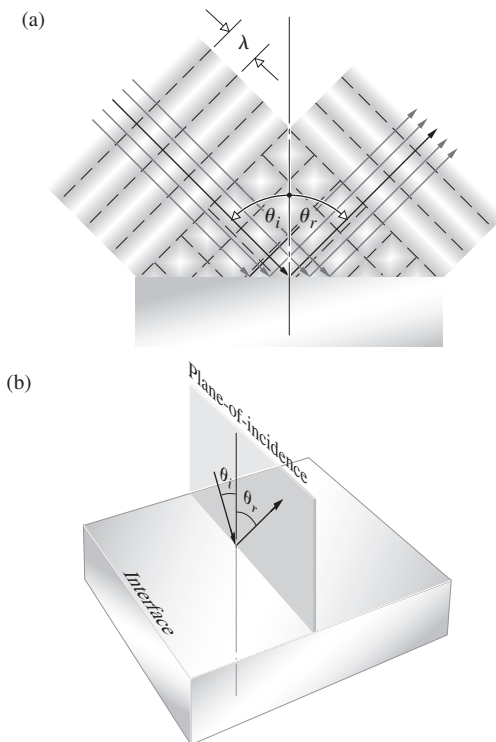 (a)
λ
θi θr
(b)
Plane-of-incidence
θi
θr
Interface